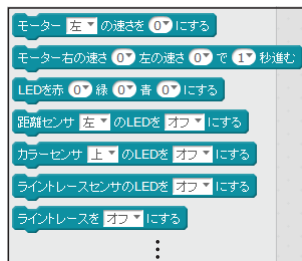 モーター 左 の速さを 0 にする
モーター右の速さ 0 左の速さ 0 で 1 秒進む
LEDを赤 0 緑 0 青 0 にする
距離センサ 左 のLEDを オフ にする
カラーセンサ 上 のLEDを オフ にする
ライントレースセンサのLEDを オフ にする
ライントレースを オフ にする
⋮